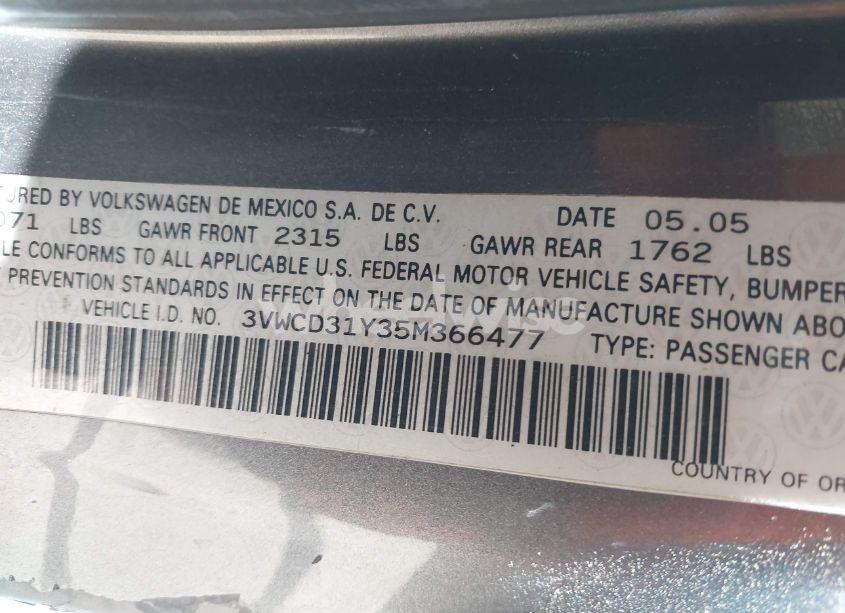 TURED BY VOLKSWAGEN DE MEXICO S.A. DE C.V. DATE 05.05
071 LBS GAWR FRONT 2315 LBS GAWR REAR 1762 LBS
LE CONFORMS TO ALL APPLICABLE U.S. FEDERAL MOTOR VEHICLE SAFETY, BUMPER
PREVENTION STANDARDS IN EFFECT ON THE DATE OF MANUFACTURE SHOWN ABO
VEHICLE I.D. NO. 3VWCD31Y35M366477 TYPE: PASSENGER CA
COUNTRY OF OR